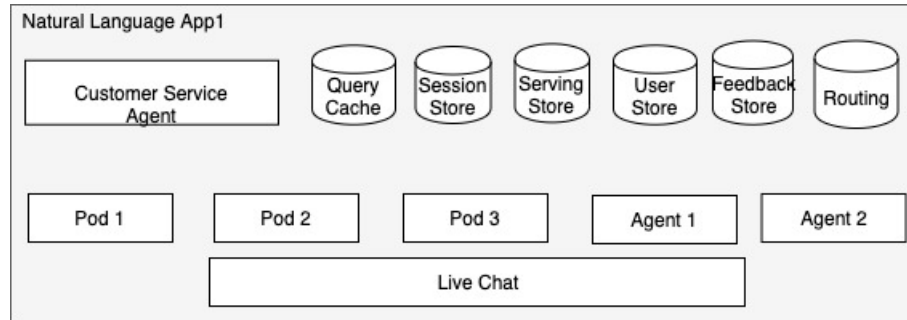 Natural Language App1
Customer Service
Agent
Query
Cache
Session
Store
Serving
Store
User
Store
Feedback
Store
Routing
Pod 1
Pod 2
Pod 3
Agent 1
Agent 2
Live Chat